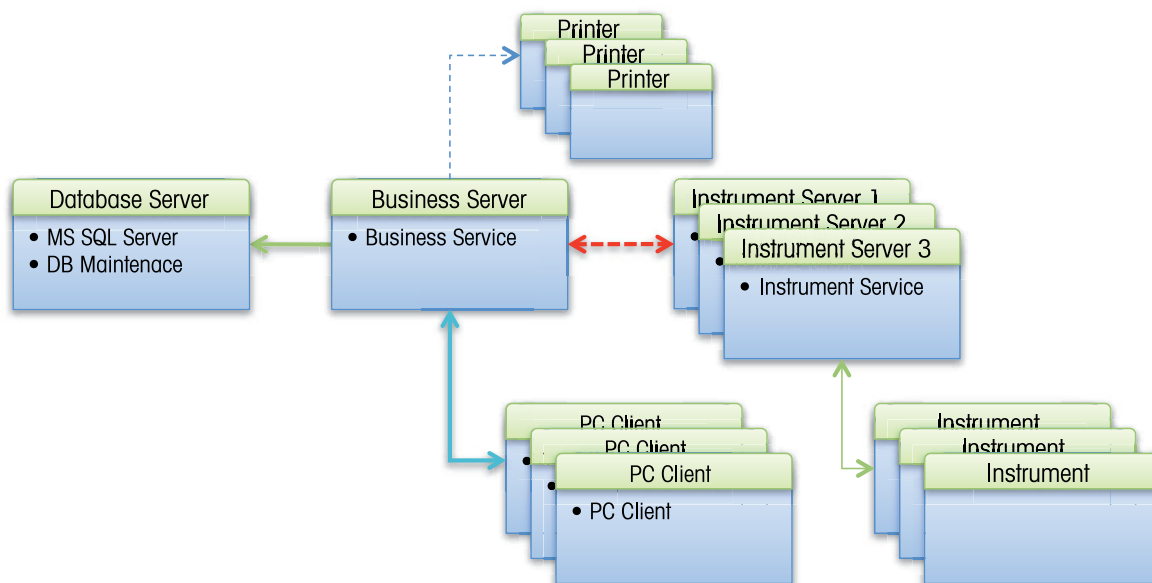 Printer
Printer
Printer
Database Server
• MS SQL Server
• DB Maintenace
Business Server
• Business Service
Instrument Server 1
Instrument Server 2
Instrument Server 3
• Instrument Service
PC Client
PC Client
PC Client
• PC Client
Instrument
Instrument
Instrument